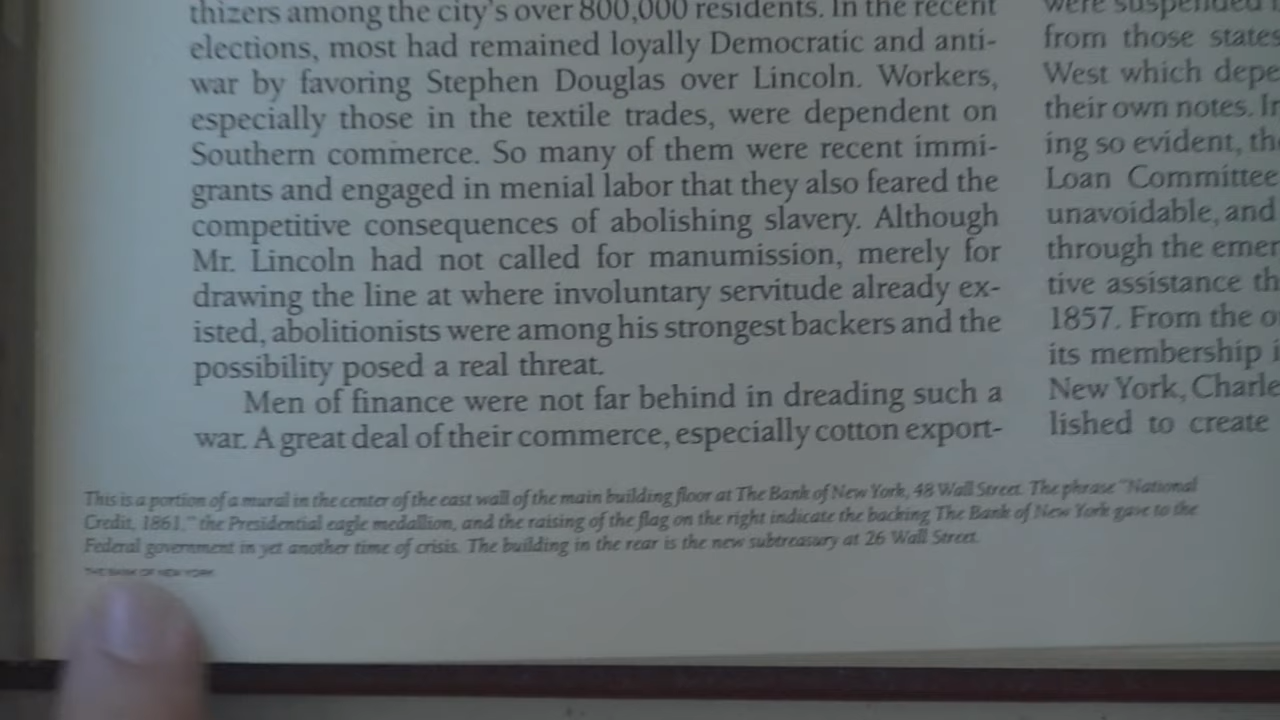 thizers among the city's over 800,000 residents. In the recent
elections, most had remained loyally Democratic and anti-
war by favoring Stephen Douglas over Lincoln. Workers,
especially those in the textile trades, were dependent on
Southern commerce. So many of them were recent immi-
grants and engaged in menial labor that they also feared the
competitive consequences of abolishing slavery. Although
Mr. Lincoln had not called for manumission, merely for
drawing the line at where involuntary servitude already ex-
isted, abolitionists were among his strongest backers and the
possibility posed a real threat.
Men of finance were not far behind in dreading such a
war. A great deal of their commerce, especially cotton export-
were suspended
from those states
West which depe
their own notes. I
ing so evident, th
Loan Committee
unavoidable, and
through the emer
tive assistance th
1857. From the o
its membership i
New York, Charle
lished to create
This is a portion of a mural in the center of the east wall of the main building floor at The Bank of New York, 48 Wall Street. The phrase "National
Credit, 1861," the Presidential eagle medallion, and the raising of the flag on the right indicate the backing The Bank of New York gave to the
Federal government in yet another time of crisis. The building in the rear is the new subtreasury at 26 Wall Street.
THE BANK OF NEW YORK